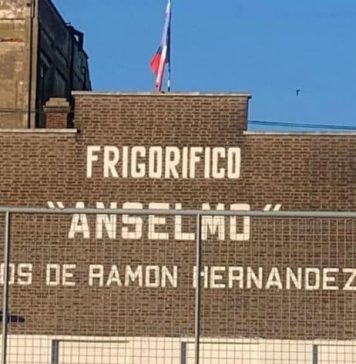 FRIGORIFICO
"ANSELMO"
OS DE RAMON HERNANDEZ